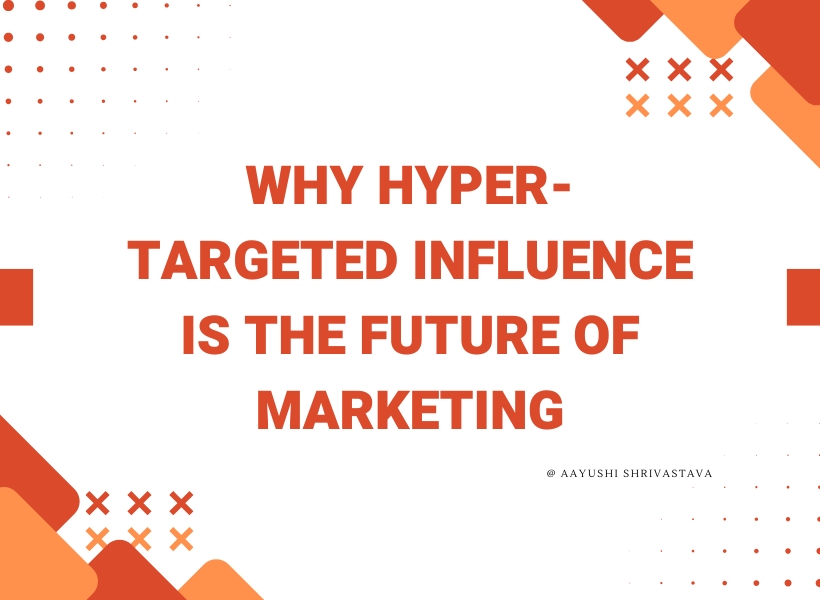 WHY HYPER-
TARGETED INFLUENCE
IS THE FUTURE OF
MARKETING
@ AAYUSHI SHRIVASTAVA